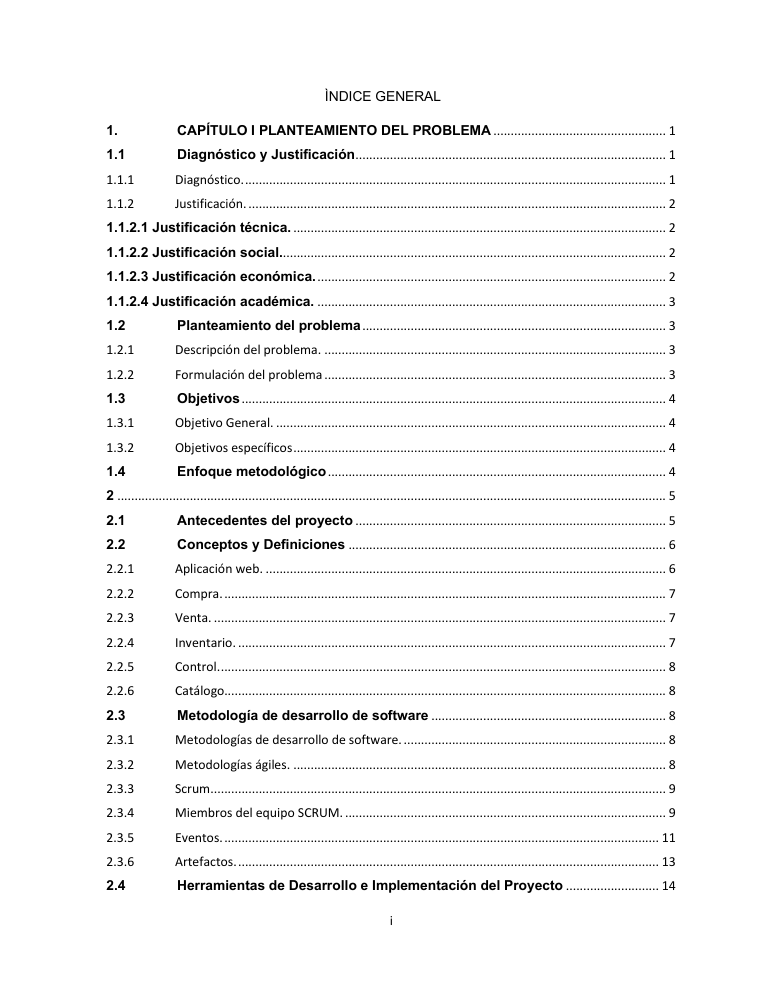 ÌNDICE GENERAL
1. CAPÍTULO I PLANTEAMIENTO DEL PROBLEMA ............ 1
1.1 Diagnóstico y Justificación ............ 1
1.1.1 Diagnóstico. ............ 1
1.1.2 Justificación. ............ 2
1.1.2.1 Justificación técnica. ............ 2
1.1.2.2 Justificación social. ............ 2
1.1.2.3 Justificación económica. ............ 2
1.1.2.4 Justificación académica. ............ 3
1.2 Planteamiento del problema ............ 3
1.2.1 Descripción del problema. ............ 3
1.2.2 Formulación del problema ............ 3
1.3 Objetivos ............ 4
1.3.1 Objetivo General. ............ 4
1.3.2 Objetivos específicos ............ 4
1.4 Enfoque metodológico ............ 4
2 ............ 5
2.1 Antecedentes del proyecto ............ 5
2.2 Conceptos y Definiciones ............ 6
2.2.1 Aplicación web. ............ 6
2.2.2 Compra. ............ 7
2.2.3 Venta. ............ 7
2.2.4 Inventario. ............ 7
2.2.5 Control. ............ 8
2.2.6 Catálogo ............ 8
2.3 Metodología de desarrollo de software ............ 8
2.3.1 Metodologías de desarrollo de software. ............ 8
2.3.2 Metodologías ágiles. ............ 8
2.3.3 Scrum ............ 9
2.3.4 Miembros del equipo SCRUM. ............ 9
2.3.5 Eventos. ............ 11
2.3.6 Artefactos. ............ 13
2.4 Herramientas de Desarrollo e Implementación del Proyecto ............ 14
i